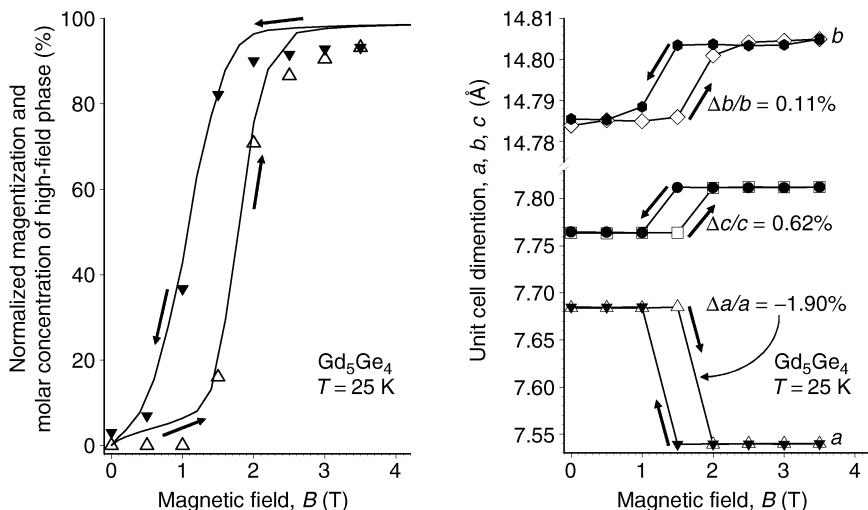 Normalized magentization and
molar concentration of high-field phase (%)
100
80
60
40
20
0
0
1
2
3
4
Magnetic field, B (T)
Gd5Ge4
T = 25 K
Unit cell dimention, a, b, c (Å)
14.81
14.80
14.79
14.78
7.80
7.75
7.70
7.65
7.60
7.55
0
1
2
3
4
Magnetic field, B (T)
b
Δb/b = 0.11%
Δc/c = 0.62%
Δa/a = −1.90%
Gd5Ge4
T = 25 K
a